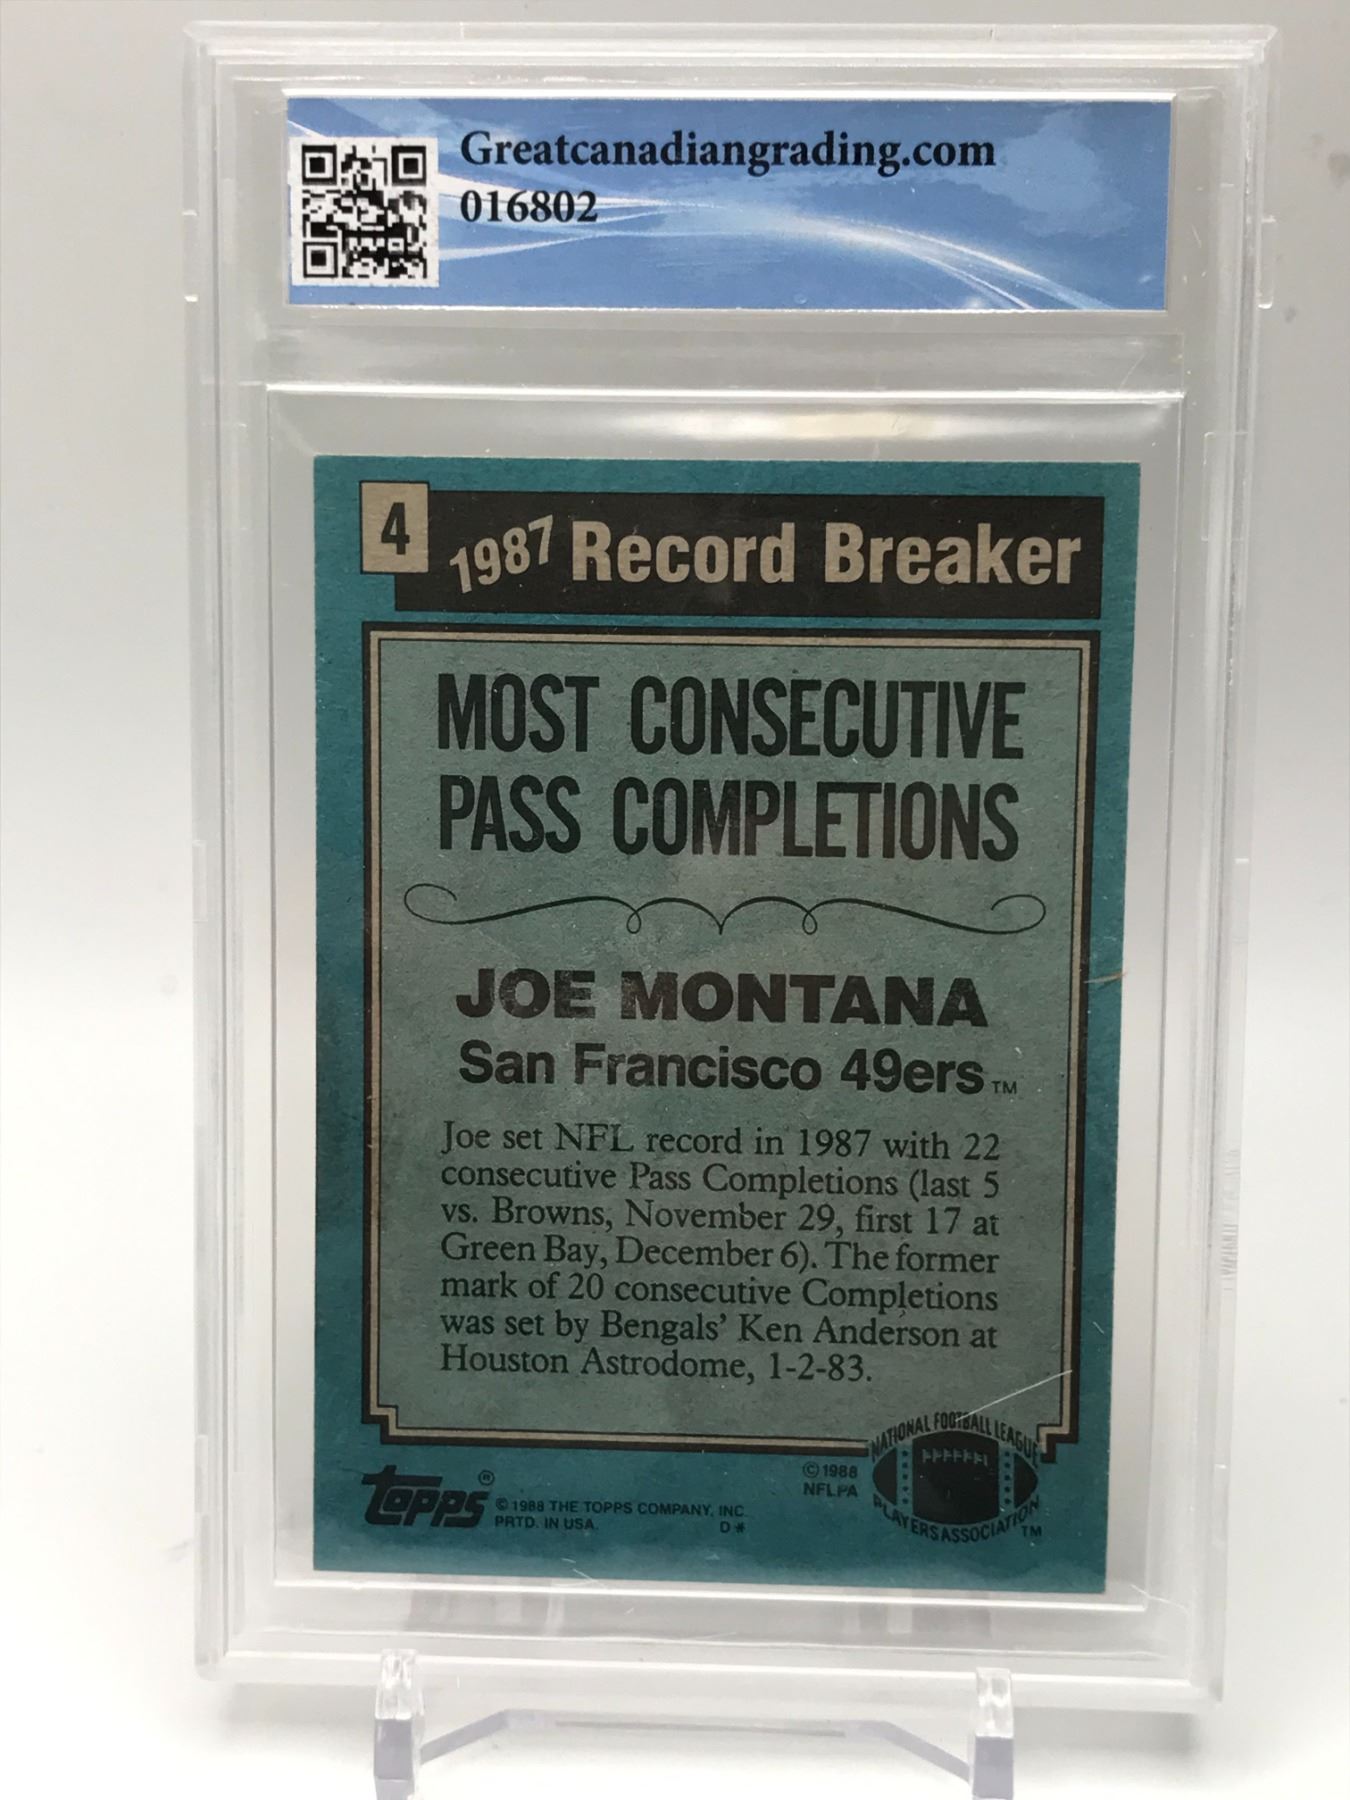 Greatcanadiangrading.com
016802
4
1987 Record Breaker
MOST CONSECUTIVE
PASS COMPLETIONS
JOE MONTANA
San Francisco 49ers TM
Joe set NFL record in 1987 with 22
consecutive Pass Completions (last 5
vs. Browns, November 29, first 17 at
Green Bay, December 6). The former
mark of 20 consecutive Completions
was set by Bengals' Ken Anderson at
Houston Astrodome, 1-2-83.
topps®
© 1988 THE TOPPS COMPANY, INC.
PRTD. IN USA. D*
© 1988
NFLPA
NATIONAL FOOTBALL LEAGUE
PLAYERS ASSOCIATION TM